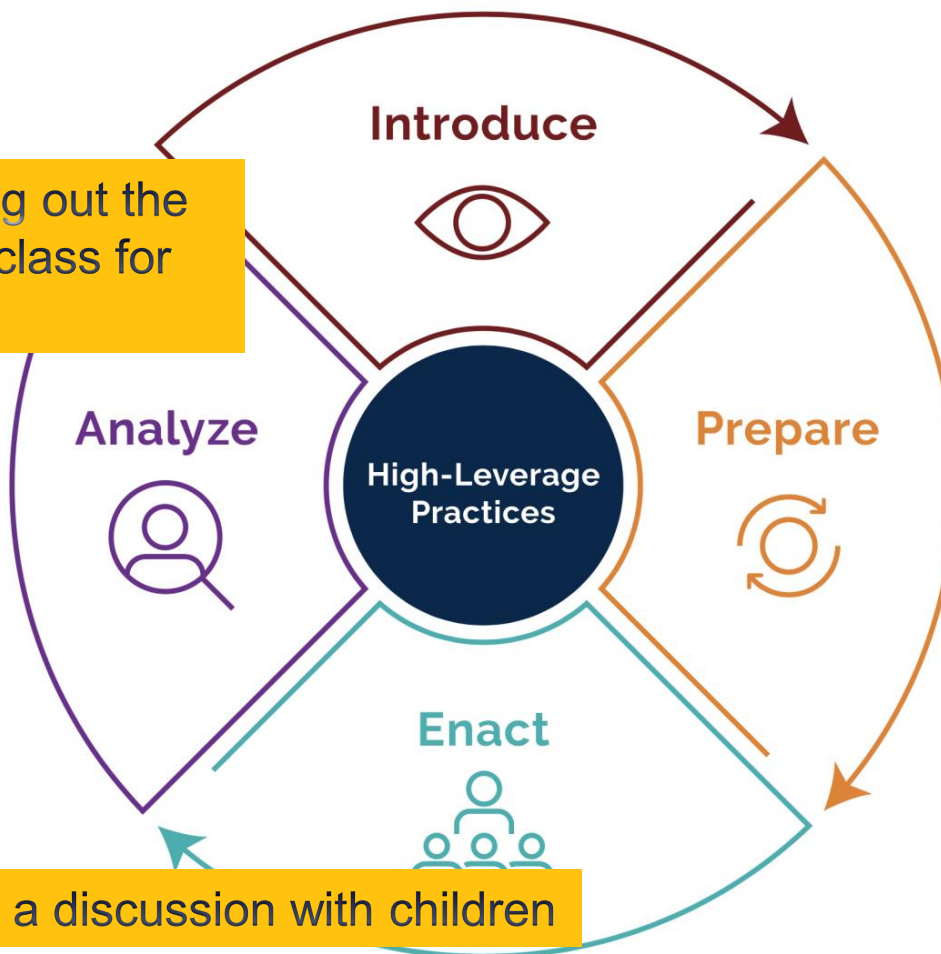 Introduce
g out the
class for
Analyze
Prepare
High-Leverage
Practices
Enact
a discussion with children